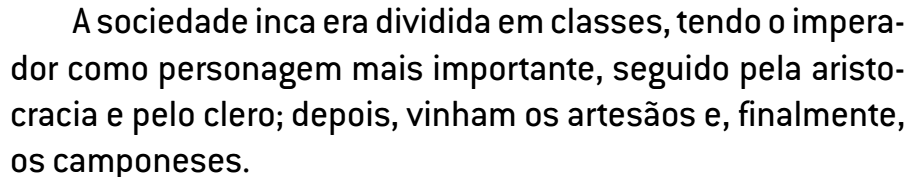 A sociedade inca era dividida em classes, tendo o impera-
dor como personagem mais importante, seguido pela aristo-
cracia e pelo clero; depois, vinham os artesãos e, finalmente,
os camponeses.